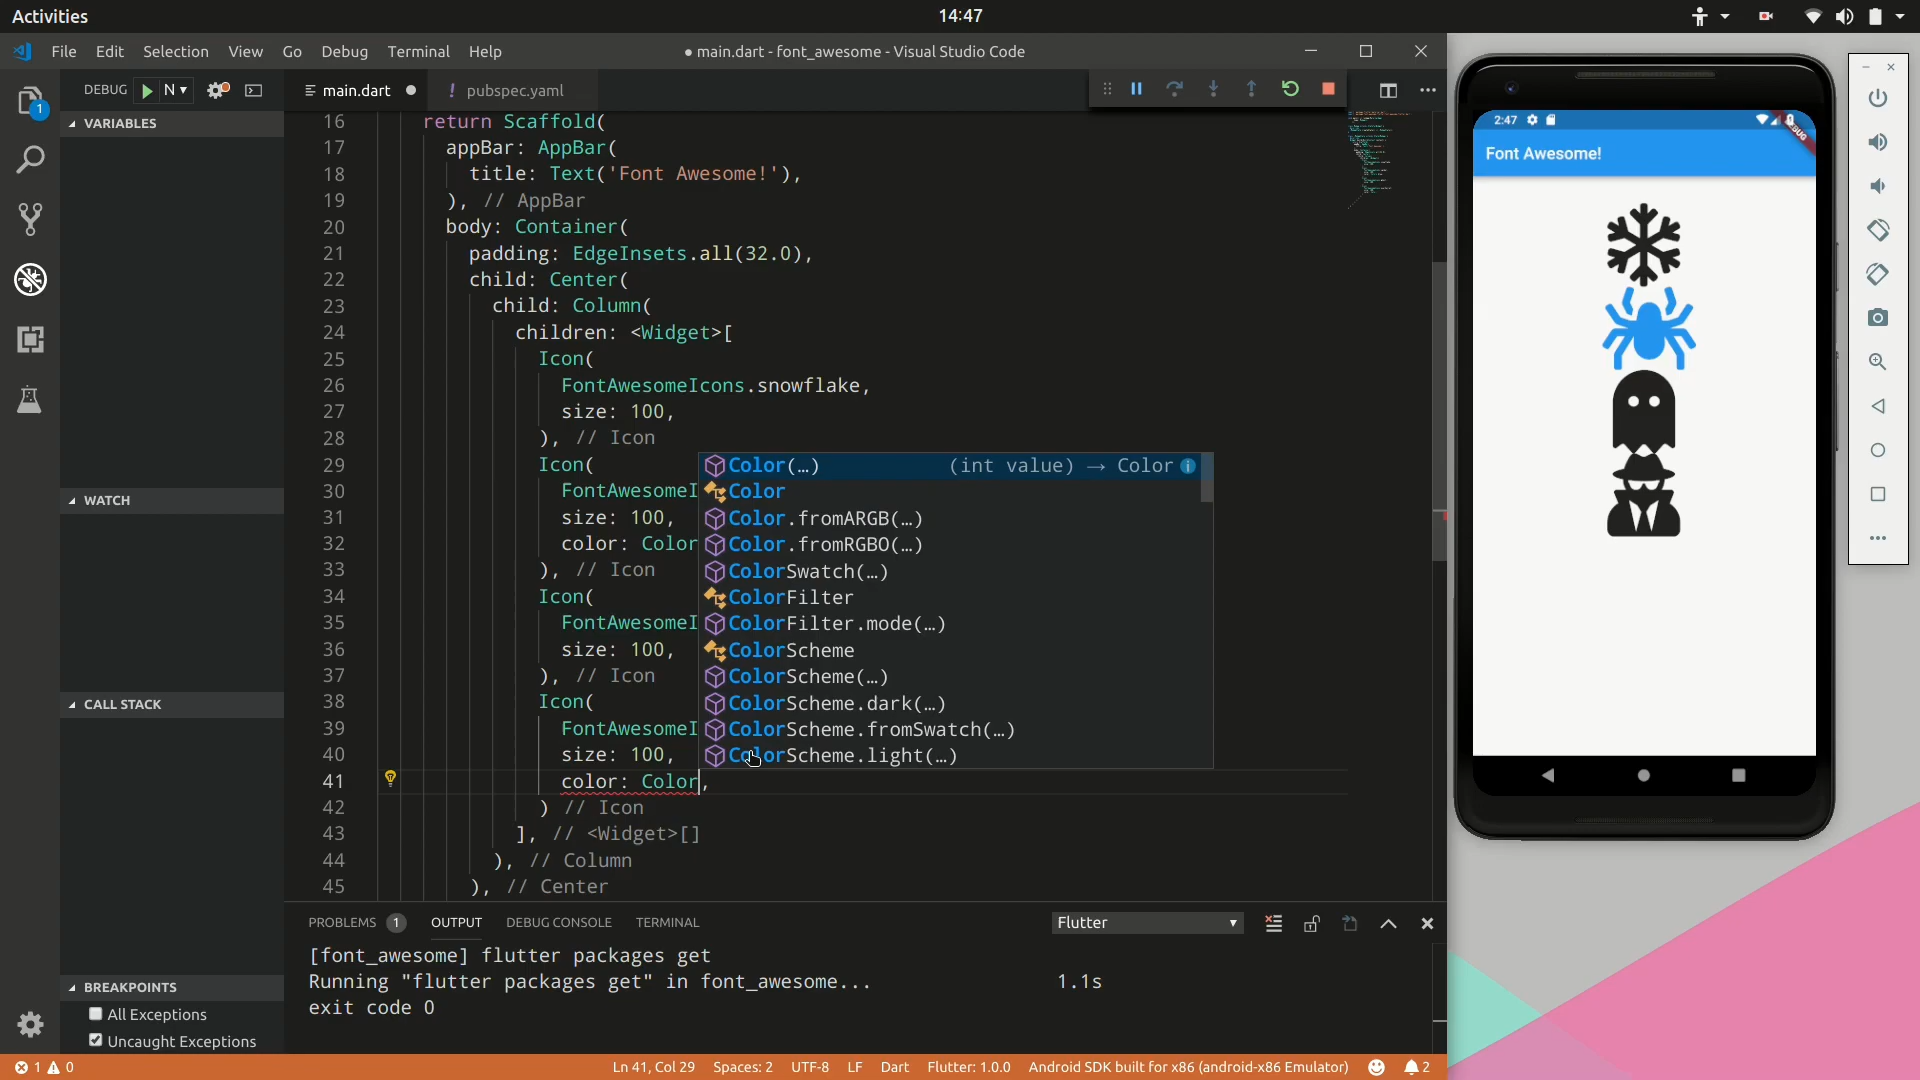 Activities
14:47
File Edit Selection View Go Debug Terminal Help
● main.dart - font_awesome - Visual Studio Code
DEBUG N
main.dart
! pubspec.yaml
1
VARIABLES
WATCH
CALL STACK
BREAKPOINTS
All Exceptions
Uncaught Exceptions
16 return Scaffold(
17 appBar: AppBar(
18 title: Text('Font Awesome!'),
19 ), // AppBar
20 body: Container(
21 padding: EdgeInsets.all(32.0),
22 child: Center(
23 child: Column(
24 children: <Widget>[
25 Icon(
26 FontAwesomeIcons.snowflake,
27 size: 100,
28 ), // Icon
29 Icon(
30 FontAwesomeI
31 size: 100,
32 color: Color
33 ), // Icon
34 Icon(
35 FontAwesomeI
36 size: 100,
37 ), // Icon
38 Icon(
39 FontAwesomeI
40 size: 100,
41 color: Color,
42 ) // Icon
43 ], // <Widget>[]
44 ), // Column
45 ), // Center
Color(…) (int value) → Color
Color
Color.fromARGB(…)
Color.fromRGBO(…)
ColorSwatch(…)
ColorFilter
ColorFilter.mode(…)
ColorScheme
ColorScheme(…)
ColorScheme.dark(…)
ColorScheme.fromSwatch(…)
ColorScheme.light(…)
PROBLEMS 1 OUTPUT DEBUG CONSOLE TERMINAL
Flutter
[font_awesome] flutter packages get
Running "flutter packages get" in font_awesome... 1.1s
exit code 0
1 0
Ln 41, Col 29 Spaces: 2 UTF-8 LF Dart Flutter: 1.0.0 Android SDK built for x86 (android-x86 Emulator) 2
2:47
DEBUG
Font Awesome!